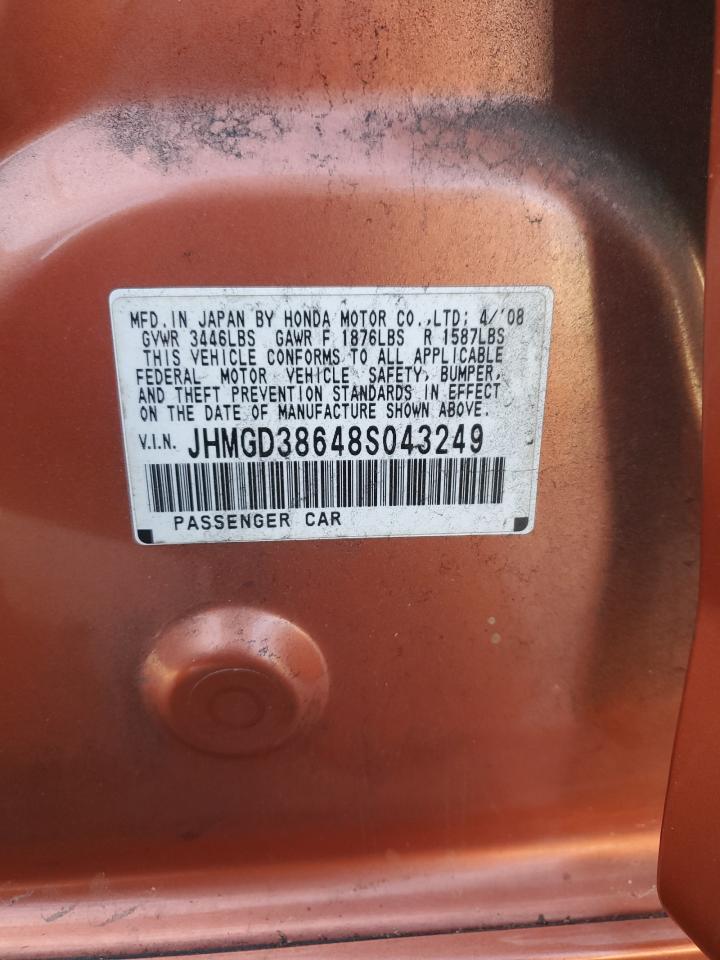 MFD. IN JAPAN BY HONDA MOTOR CO.,LTD; 4/'08
GVWR 3446LBS GAWR F 1876LBS R 1587LBS
THIS VEHICLE CONFORMS TO ALL APPLICABLE
FEDERAL MOTOR VEHICLE SAFETY, BUMPER,
AND THEFT PREVENTION STANDARDS IN EFFECT
ON THE DATE OF MANUFACTURE SHOWN ABOVE.
V.I.N. JHMGD38648S043249
PASSENGER CAR